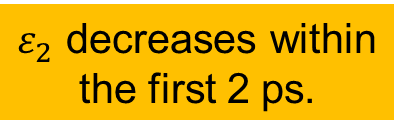 ε₂ decreases within
the first 2 ps.